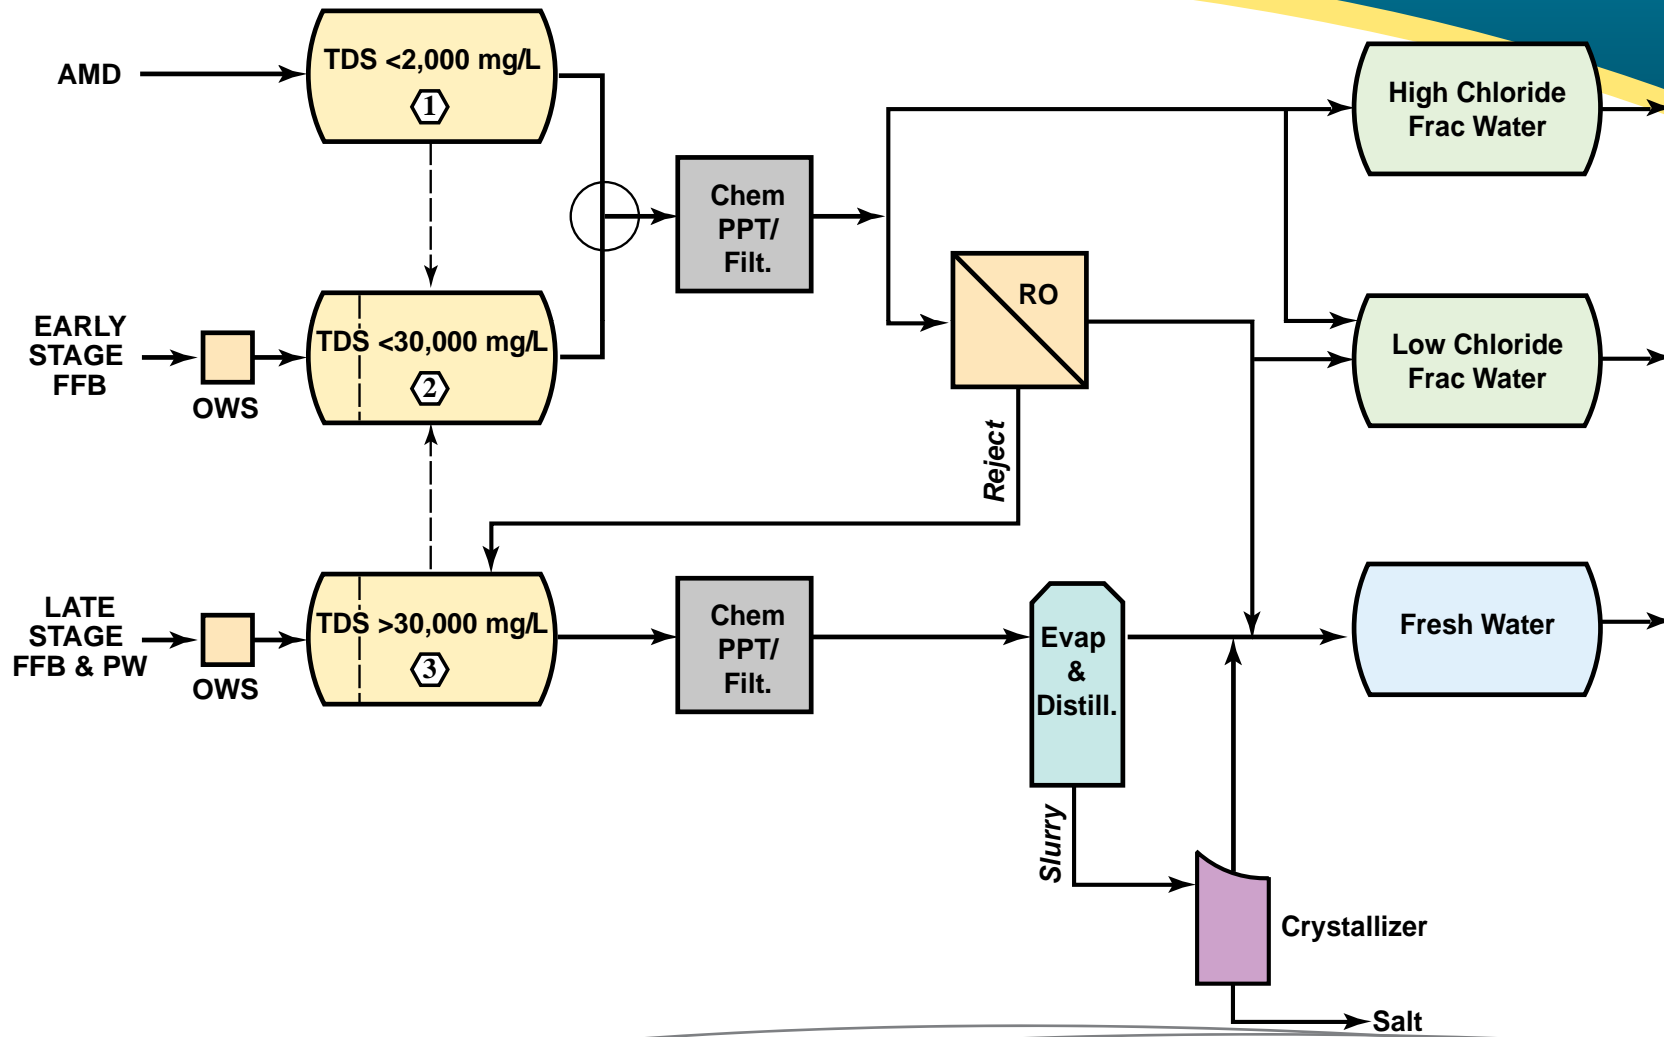 AMD
TDS <2,000 mg/L
1
High Chloride
Frac Water
Chem
PPT/
Filt.
RO
EARLY
STAGE
FFB
OWS
TDS <30,000 mg/L
2
Low Chloride
Frac Water
Reject
LATE
STAGE
FFB & PW
OWS
TDS >30,000 mg/L
3
Chem
PPT/
Filt.
Evap
&
Distill.
Fresh Water
Slurry
Crystallizer
Salt